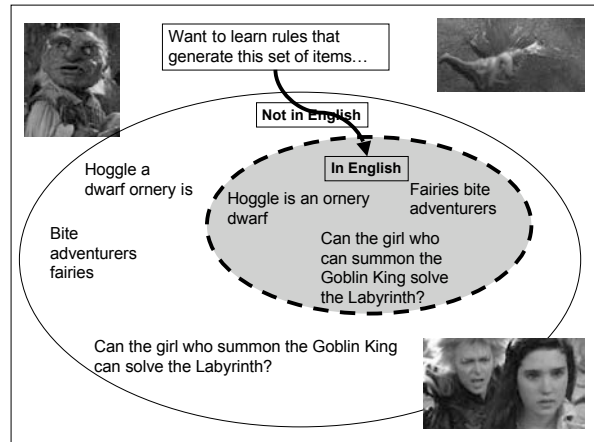 Want to learn rules that
generate this set of items…
Not in English
In English
Hoggle a
dwarf ornery is
Hoggle is an ornery
dwarf
Fairies bite
adventurers
Bite
adventurers
fairies
Can the girl who
can summon the
Goblin King solve
the Labyrinth?
Can the girl who summon the Goblin King
can solve the Labyrinth?